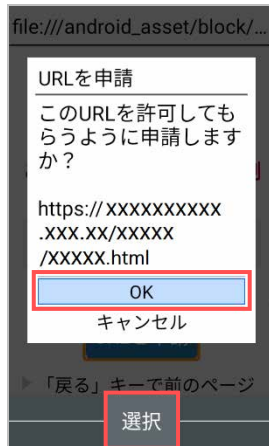 file:///android_asset/block/...
URLを申請
このURLを許可しても
らうように申請します
か？
https://XXXXXXXXXX
.XXX.XX/XXXXX
/XXXXX.html
OK
キャンセル
「戻る」キーで前のページ
選択